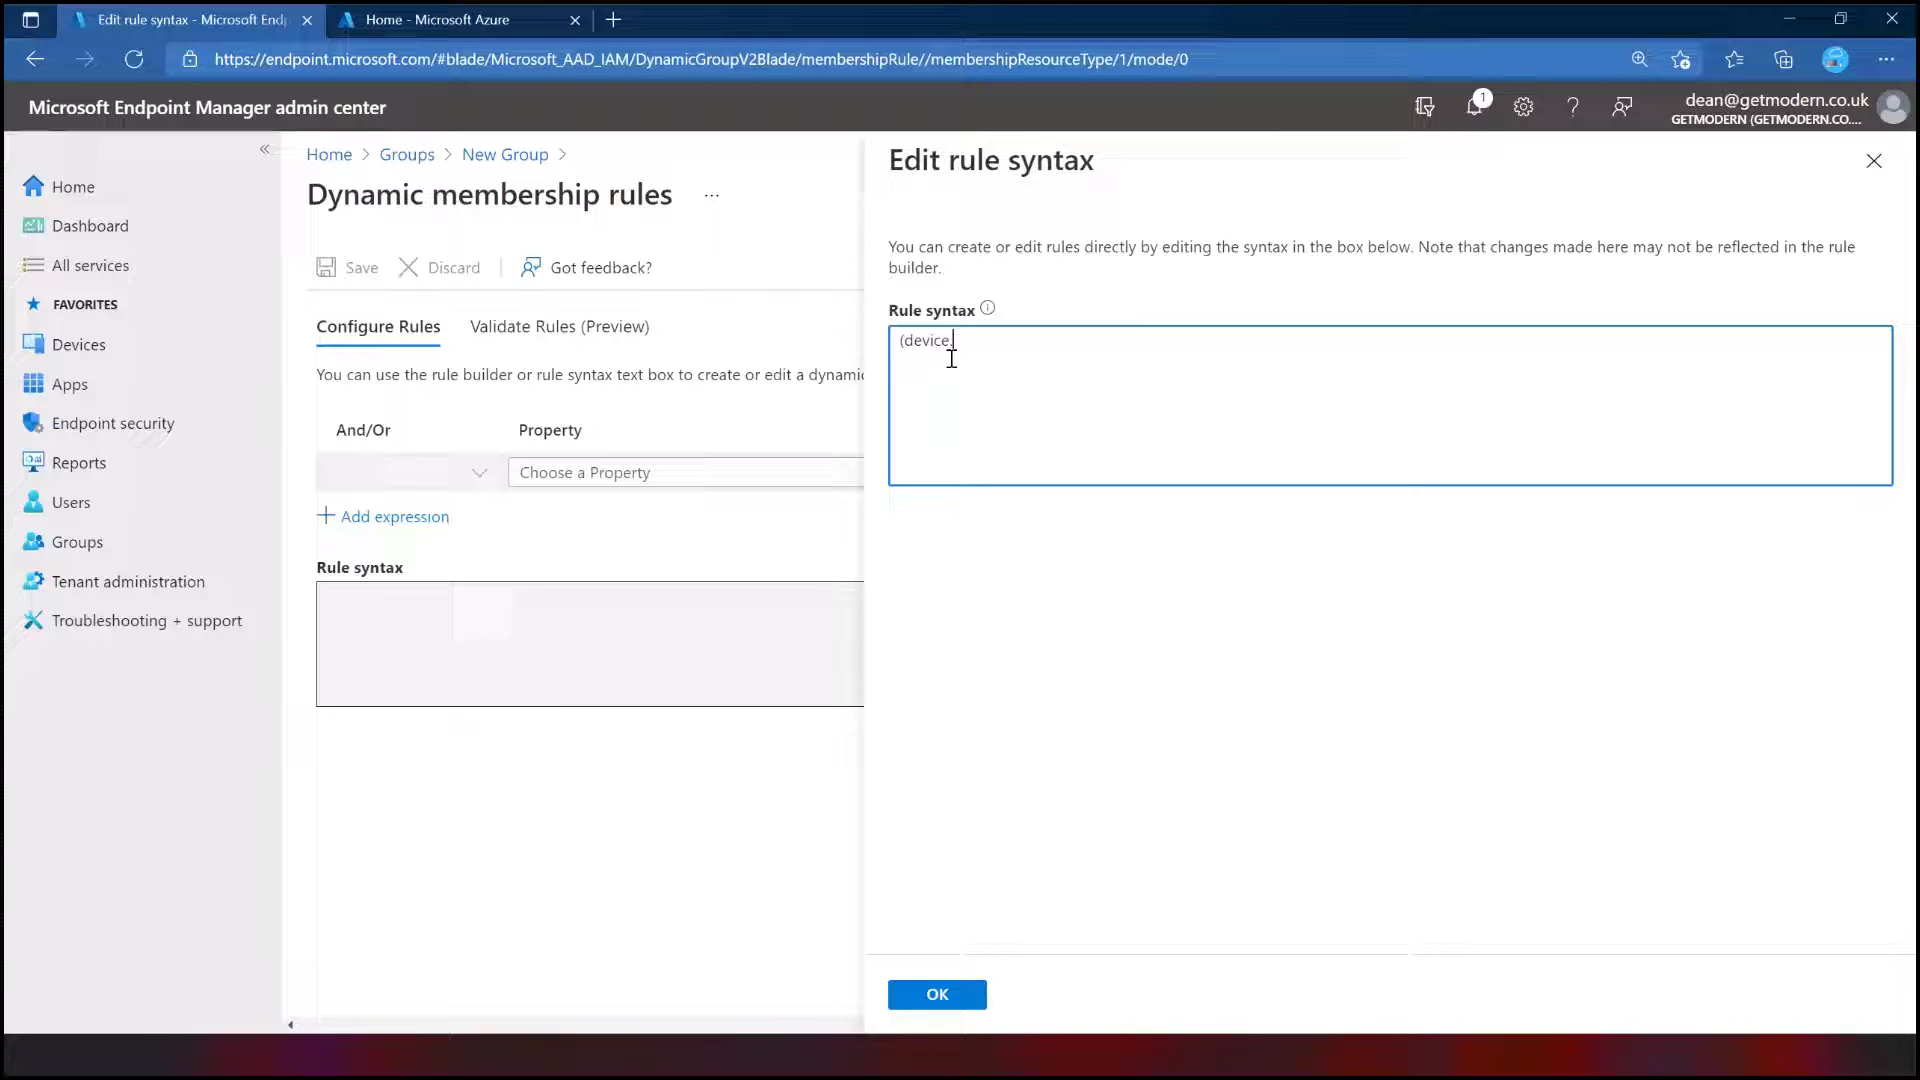 Edit rule syntax - Microsoft Endp
Home - Microsoft Azure
https://endpoint.microsoft.com/#blade/Microsoft_AAD_IAM/DynamicGroupV2Blade/membershipRule//membershipResourceType/1/mode/0
Microsoft Endpoint Manager admin center
1
dean@getmodern.co.uk
GETMODERN (GETMODERN.CO....
Home
Dashboard
All services
FAVORITES
Devices
Apps
Endpoint security
Reports
Users
Groups
Tenant administration
Troubleshooting + support
Home > Groups > New Group >
Dynamic membership rules ...
Save
Discard
Got feedback?
Configure Rules
Validate Rules (Preview)
You can use the rule builder or rule syntax text box to create or edit a dynamic
And/Or
Property
Choose a Property
+ Add expression
Rule syntax
Edit rule syntax
You can create or edit rules directly by editing the syntax in the box below. Note that changes made here may not be reflected in the rule
builder.
Rule syntax
(device.
OK